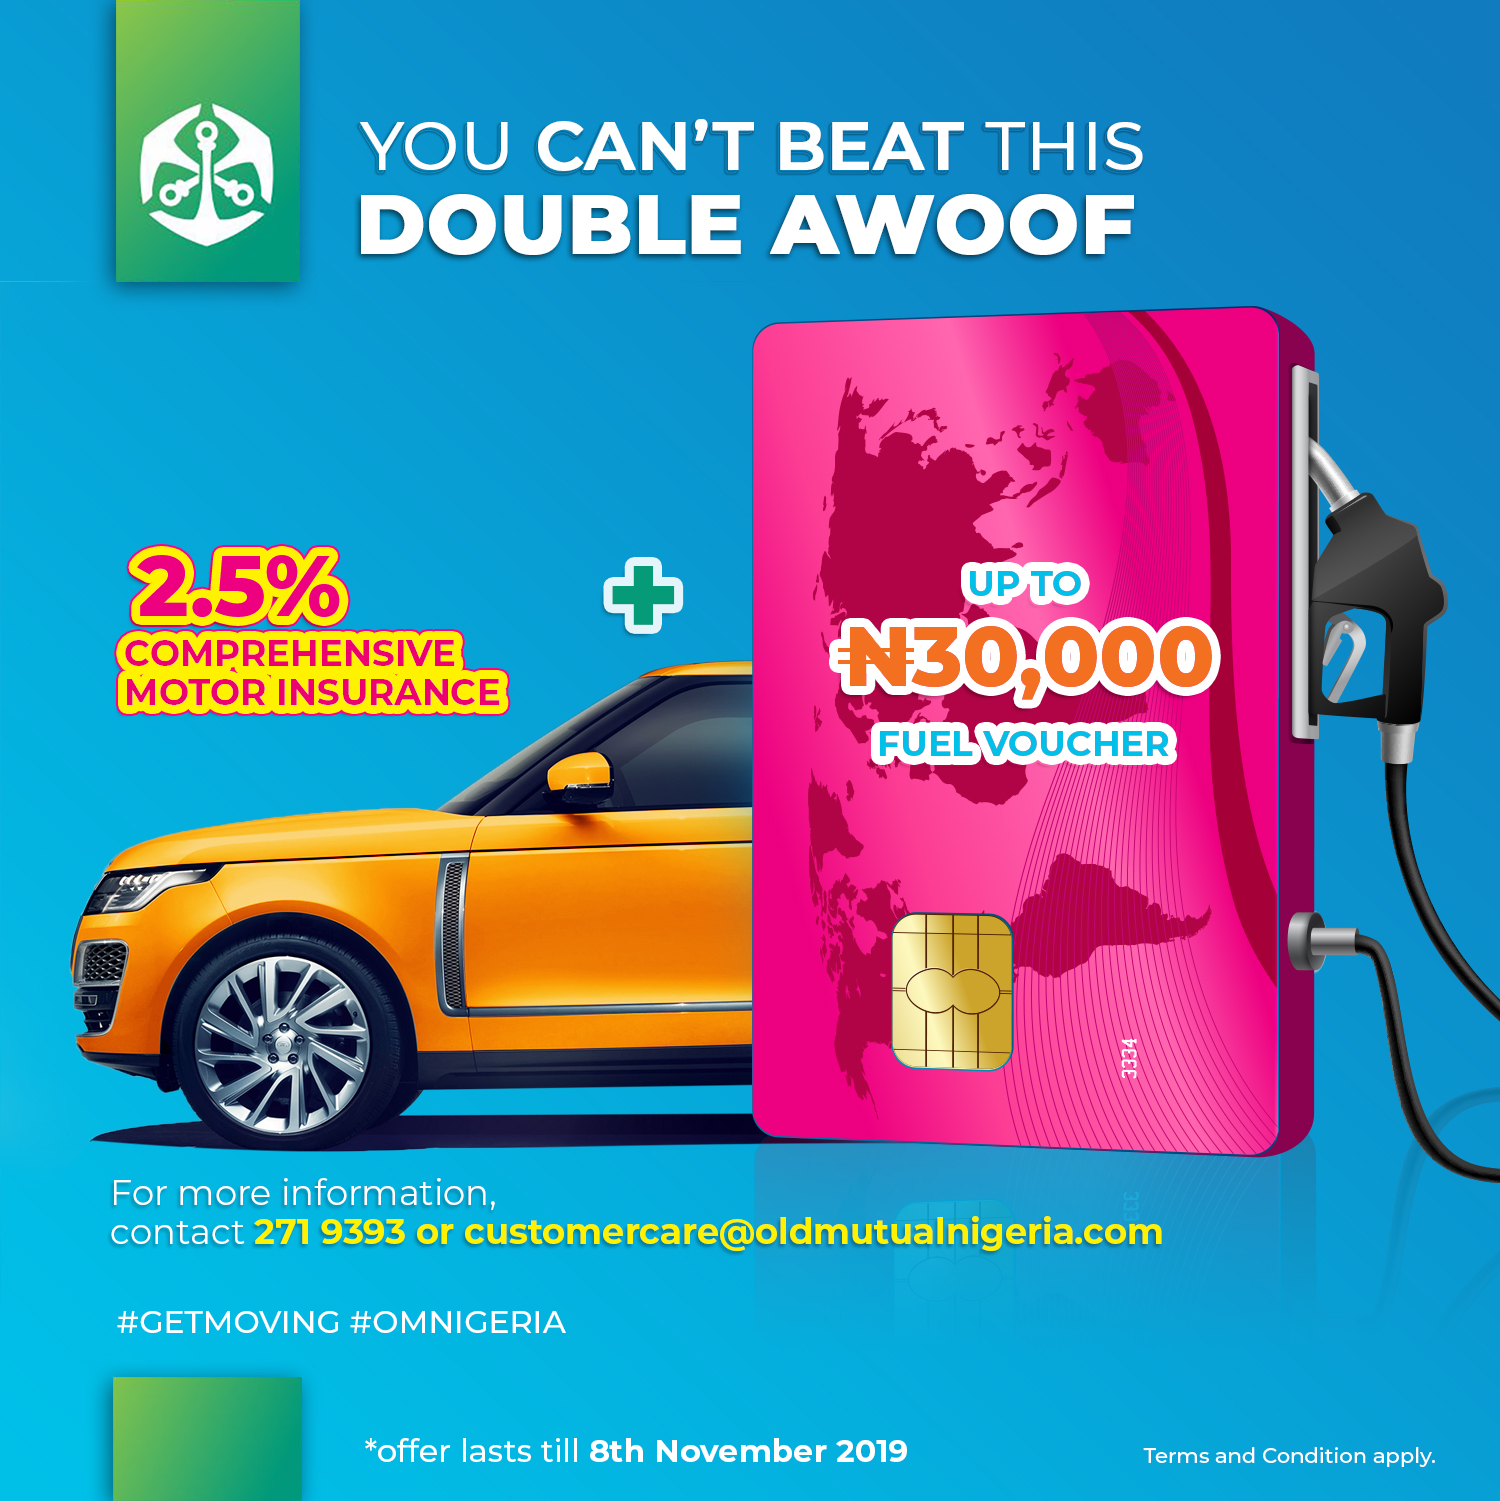 YOU CAN'T BEAT THIS
DOUBLE AWOOF
2.5%
COMPREHENSIVE
MOTOR INSURANCE
UP TO
₦30,000
FUEL VOUCHER
3334
For more information,
contact 271 9393 or customercare@oldmutualnigeria.com
#GETMOVING #OMNIGERIA
*offer lasts till 8th November 2019
Terms and Condition apply.